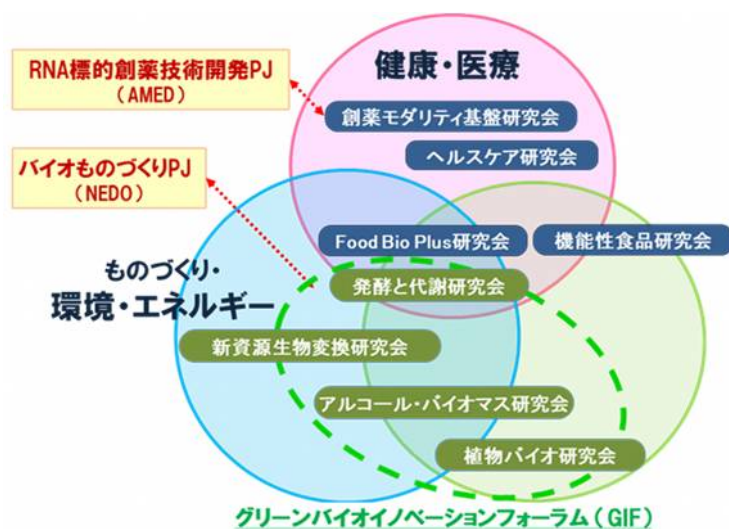 RNA標的創薬技術開発PJ
(AMED)
健康・医療
創薬モダリティ基盤研究会
ヘルスケア研究会
バイオものづくりPJ
(NEDO)
Food Bio Plus研究会
機能性食品研究会
ものづくり・
環境・エネルギー
発酵と代謝研究会
新資源生物変換研究会
アルコール・バイオマス研究会
植物バイオ研究会
グリーンバイオイノベーションフォーラム(GIF)